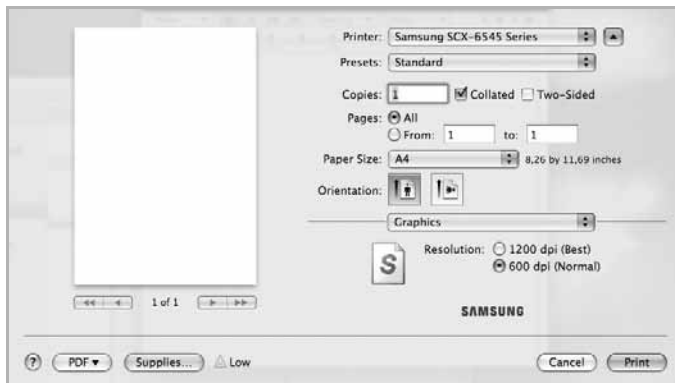 Printer: Samsung SCX-6545 Series
Presets: Standard
Copies: 1 Collated Two-Sided
Pages: All
From: 1 to: 1
Paper Size: A4 8,26 by 11,69 inches
Orientation:
Graphics
S
Resolution: 1200 dpi (Best)
600 dpi (Normal)
1 of 1
SAMSUNG
? PDF Supplies... Low Cancel Print